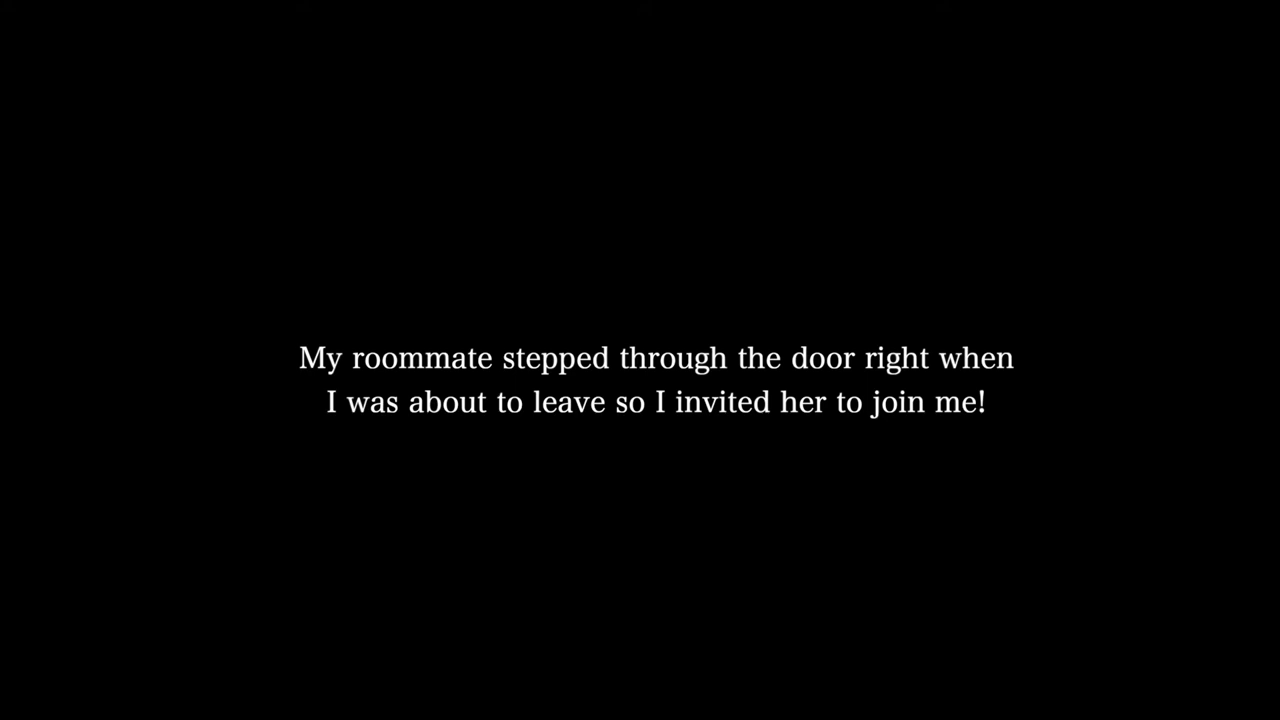 My roommate stepped through the door right when
I was about to leave so I invited her to join me!